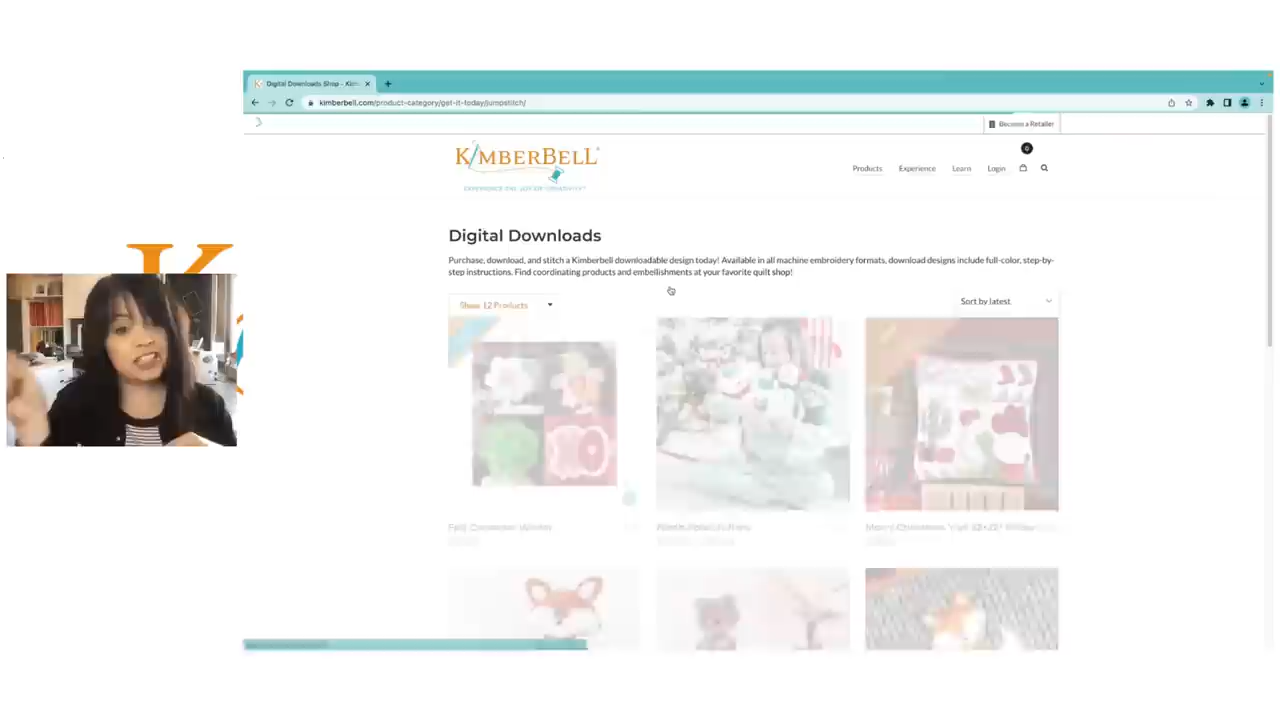 Digital Downloads Shop - Kim
kimberbell.com/product-category/get-it-today/jumpstitch/
Become a Retailer
KIMBERBELL
Products Experience Learn Login
0
Digital Downloads
Purchase, download, and stitch a Kimberbell downloadable design today! Available in all machine embroidery formats, download designs include full-color, step-by-
step instructions. Find coordinating products and embellishments at your favorite quilt shop!
Show 12 Products
Sort by latest
K